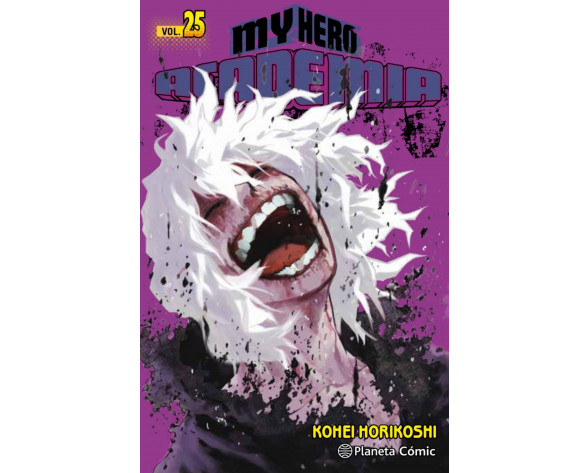 VOL. 25
MY HERO
ACADEMIA
KOHEI HORIKOSHI
Planeta Cómic